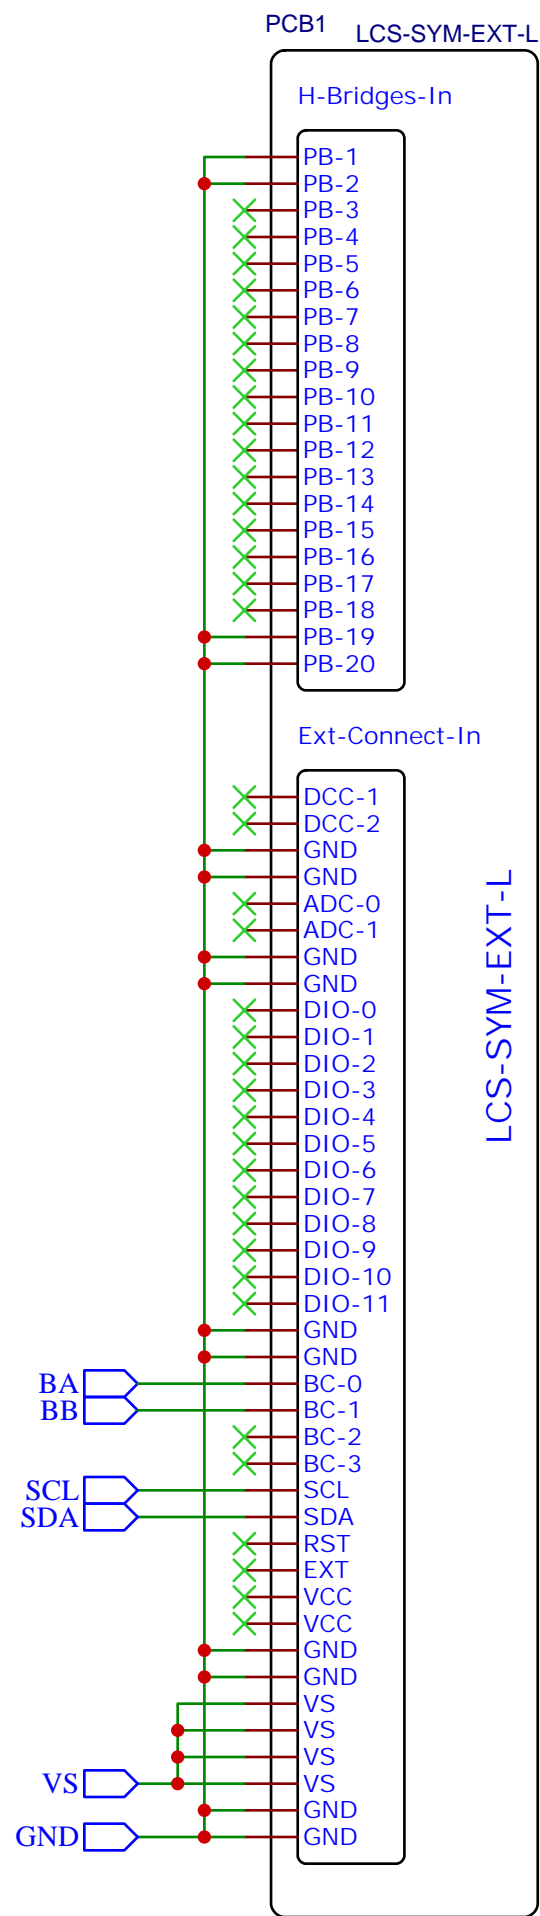 PCB1
LCS-SYM-EXT-L
H-Bridges-In
PB-1
PB-2
PB-3
PB-4
PB-5
PB-6
PB-7
PB-8
PB-9
PB-10
PB-11
PB-12
PB-13
PB-14
PB-15
PB-16
PB-17
PB-18
PB-19
PB-20
Ext-Connect-In
DCC-1
DCC-2
GND
GND
ADC-0
ADC-1
GND
GND
DIO-0
DIO-1
DIO-2
DIO-3
DIO-4
DIO-5
DIO-6
DIO-7
DIO-8
DIO-9
DIO-10
DIO-11
GND
GND
BA BC-0
BB BC-1
BC-2
BC-3
SCL SCL
SDA SDA
RST
EXT
VCC
VCC
GND
GND
VS
VS
VS
VS VS
GND
GND GND
LCS-SYM-EXT-L